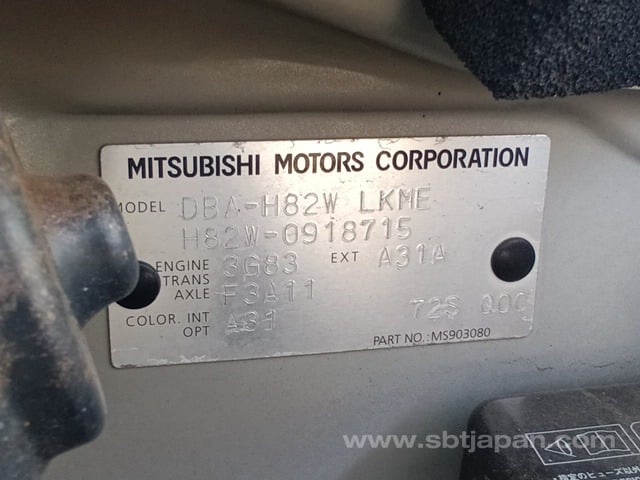 MITSUBISHI MOTORS CORPORATION
MODEL DBA-H82W LKME
H82W-0918715
ENGINE 3G83 EXT A31A
TRANS
AXLE F3A11
COLOR. INT A31 72S 00C
OPT
PART NO.:MS903080
www.sbtjapan.com